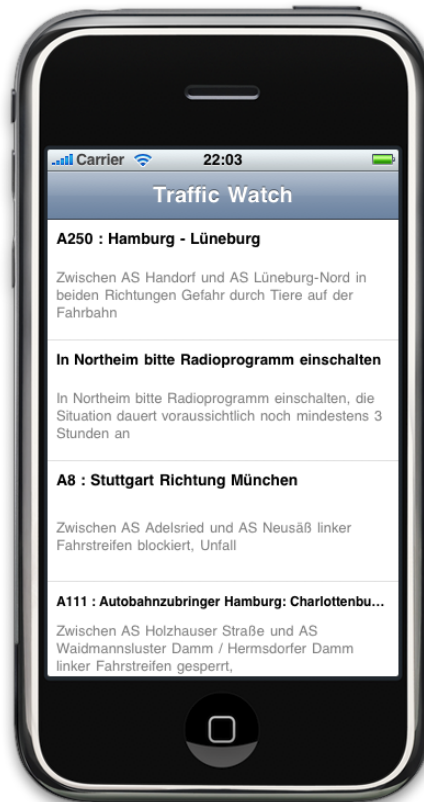 Carrier 22:03
Traffic Watch
A250 : Hamburg - Lüneburg
Zwischen AS Handorf und AS Lüneburg-Nord in
beiden Richtungen Gefahr durch Tiere auf der
Fahrbahn
In Northeim bitte Radioprogramm einschalten
In Northeim bitte Radioprogramm einschalten, die
Situation dauert voraussichtlich noch mindestens 3
Stunden an
A8 : Stuttgart Richtung München
Zwischen AS Adelsried und AS Neusäß linker
Fahrstreifen blockiert, Unfall
A111 : Autobahnzubringer Hamburg: Charlottenbu...
Zwischen AS Holzhauser Straße und AS
Waidmannsluster Damm / Hermsdorfer Damm
linker Fahrstreifen gesperrt,